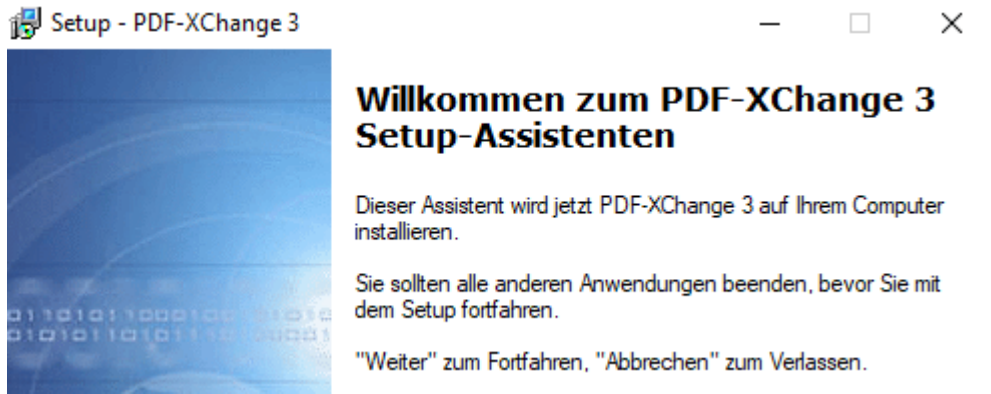 Setup - PDF-XChange 3
Willkommen zum PDF-XChange 3
Setup-Assistenten
Dieser Assistent wird jetzt PDF-XChange 3 auf Ihrem Computer
installieren.
Sie sollten alle anderen Anwendungen beenden, bevor Sie mit
dem Setup fortfahren.
"Weiter" zum Fortfahren, "Abbrechen" zum Verlassen.